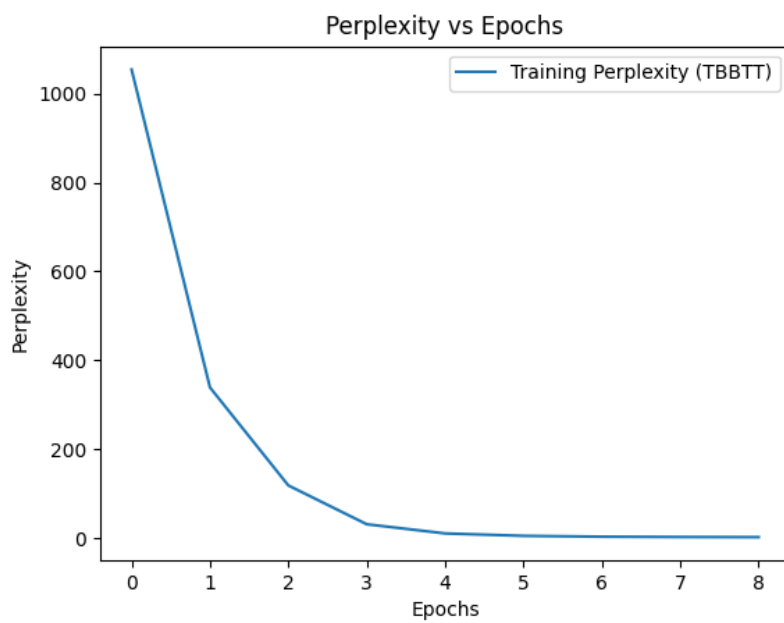 Perplexity vs Epochs
Training Perplexity (TBBTT)
1000
800
600
400
200
0
Perplexity
0 1 2 3 4 5 6 7 8
Epochs